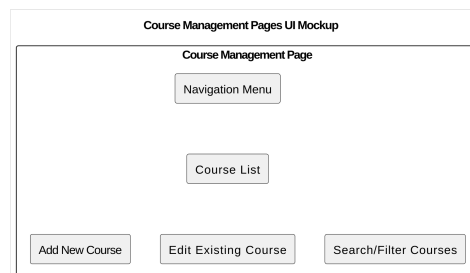 Course Management Pages UI Mockup
Course Management Page
Navigation Menu
Course List
Add New Course
Edit Existing Course
Search/Filter Courses